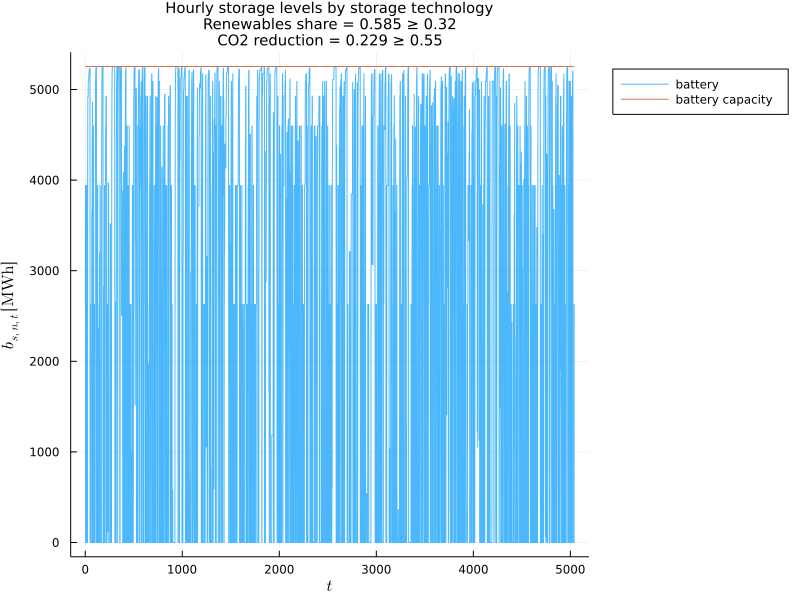 Hourly storage levels by storage technology
Renewables share = 0.585 ≥ 0.32
CO2 reduction = 0.229 ≥ 0.55
battery
battery capacity
b_{s, n, t} [MWh]
5000
4000
3000
2000
1000
0
0 1000 2000 3000 4000 5000
t